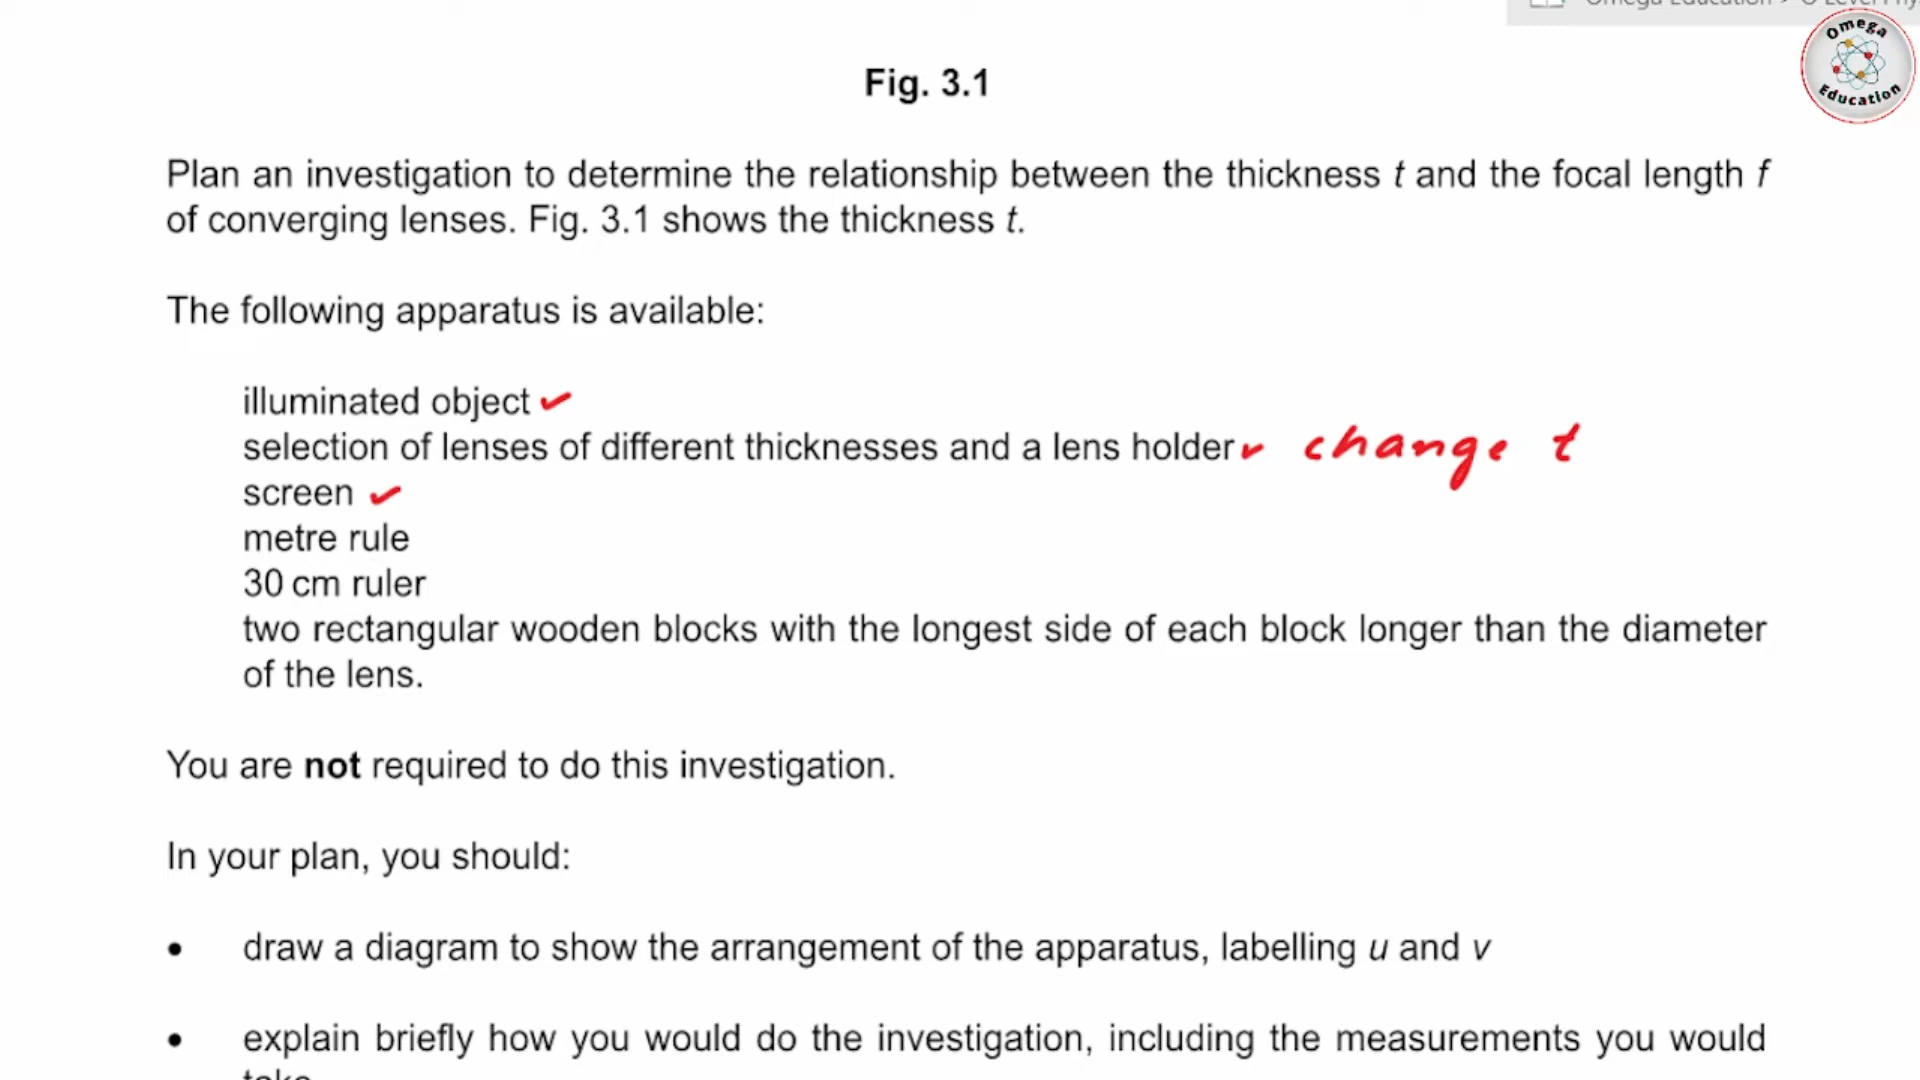 Omega Education
Fig. 3.1
Plan an investigation to determine the relationship between the thickness t and the focal length f
of converging lenses. Fig. 3.1 shows the thickness t.
The following apparatus is available:
illuminated object ✓
selection of lenses of different thicknesses and a lens holder ✓ change t
screen ✓
metre rule
30 cm ruler
two rectangular wooden blocks with the longest side of each block longer than the diameter
of the lens.
You are not required to do this investigation.
In your plan, you should:
• draw a diagram to show the arrangement of the apparatus, labelling u and v
• explain briefly how you would do the investigation, including the measurements you would